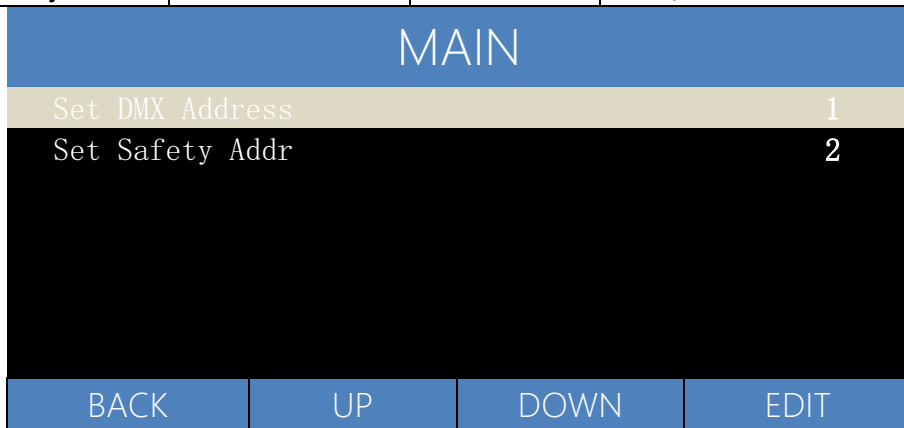 MAIN
Set DMX Address 1
Set Safety Addr 2
BACK UP DOWN EDIT